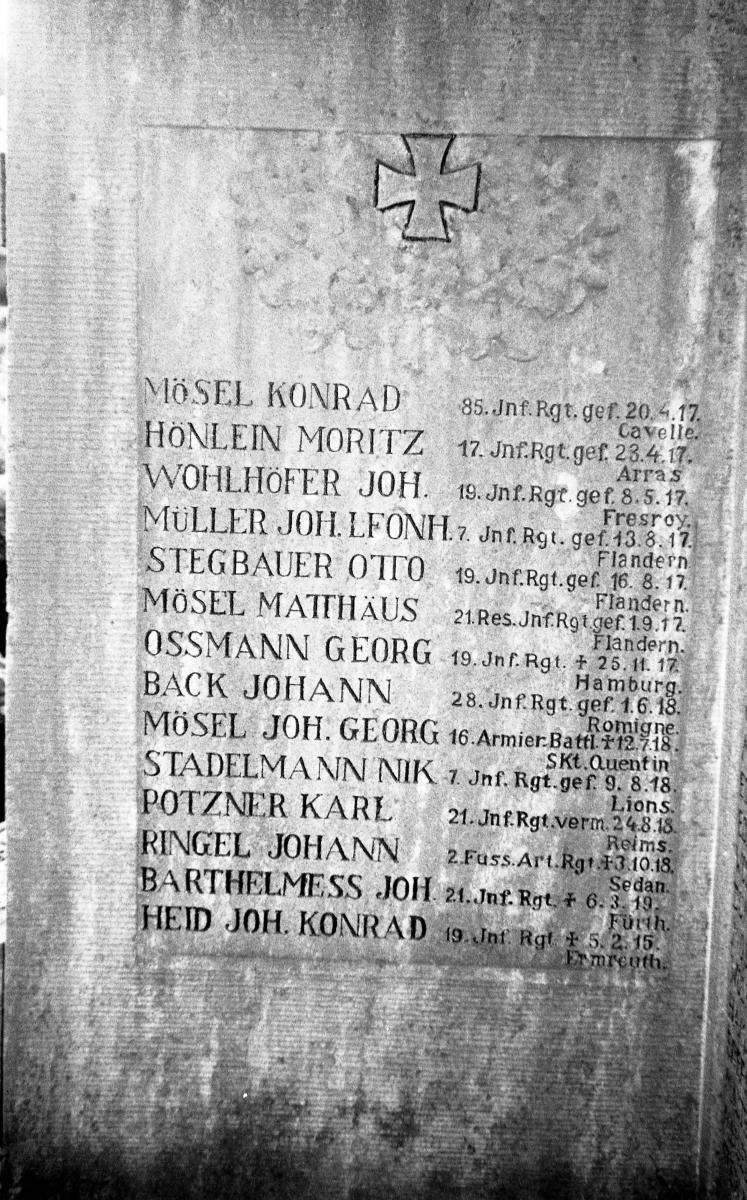 MÖSEL KONRAD 85. Jnf. Rgt. gef. 20. 4. 17.
Cavelle.
HÖNLEIN MORITZ 17. Jnf. Rgt. gef. 23. 4. 17.
Arras
WOHLHÖFER JOH. 19. Jnf. Rgt. gef. 8. 5. 17.
Fresroy.
MÜLLER JOH. LFONH. 7. Jnf. Rgt. gef. 13. 8. 17.
Flandern
STEGBAUER OTTO 19. Jnf. Rgt. gef. 16. 8. 17.
Flandern.
MÖSEL MATTHÄUS 21. Res. Jnf. Rgt. gef. 1. 9. 17.
Flandern.
OSSMANN GEORG 19. Jnf. Rgt. ✝ 25. 11. 17.
Hamburg.
BACK JOHANN 28. Jnf. Rgt. gef. 1. 6. 18.
Romigne.
MÖSEL JOH. GEORG 16. Armier. Battl. ✝ 12. 7. 18.
SKt. Quentin
STADELMANN NIK 7. Jnf. Rgt. gef. 9. 8. 18.
Lions.
POTZNER KARL 21. Jnf. Rgt. verm. 24. 8. 18.
Reims.
RINGEL JOHANN 2. Fuss. Art. Rgt. ✝ 3. 10. 18.
Sedan.
BARTHELMESS JOH. 21. Jnf. Rgt. ✝ 6. 3. 19.
Fürth.
HEID JOH. KONRAD 19. Jnf. Rgt. ✝ 5. 2. 15.
Ermreuth.